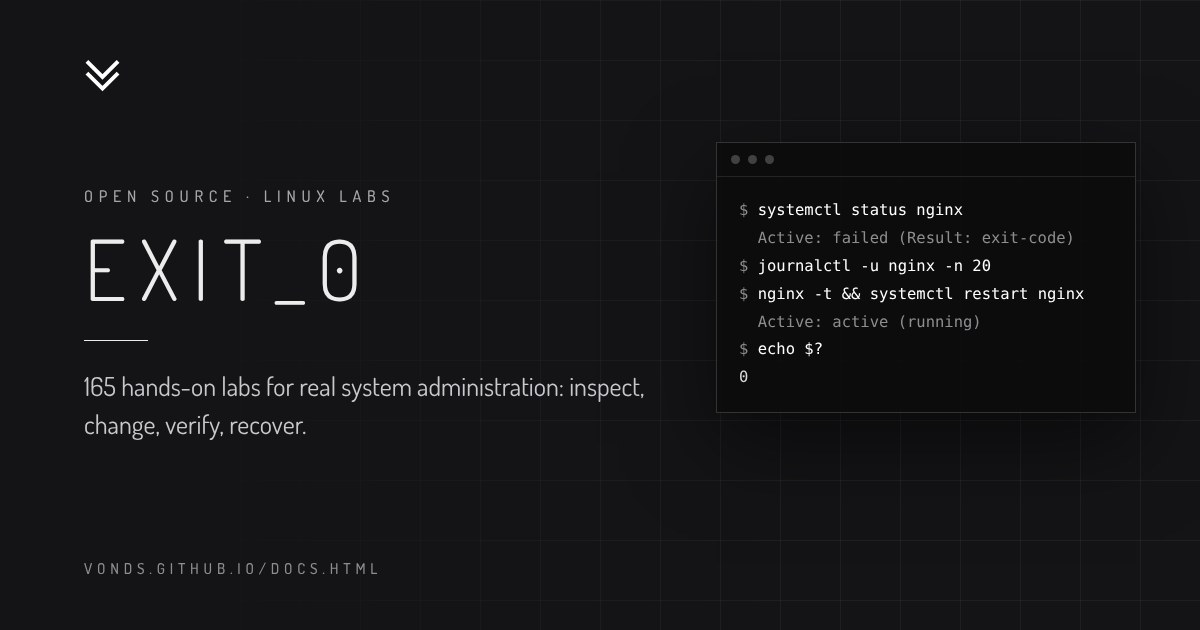 OPEN SOURCE · LINUX LABS
EXIT_0
165 hands-on labs for real system administration: inspect,
change, verify, recover.
VONDS.GITHUB.IO/DOCS.HTML
$ systemctl status nginx
Active: failed (Result: exit-code)
$ journalctl -u nginx -n 20
$ nginx -t && systemctl restart nginx
Active: active (running)
$ echo $?
0